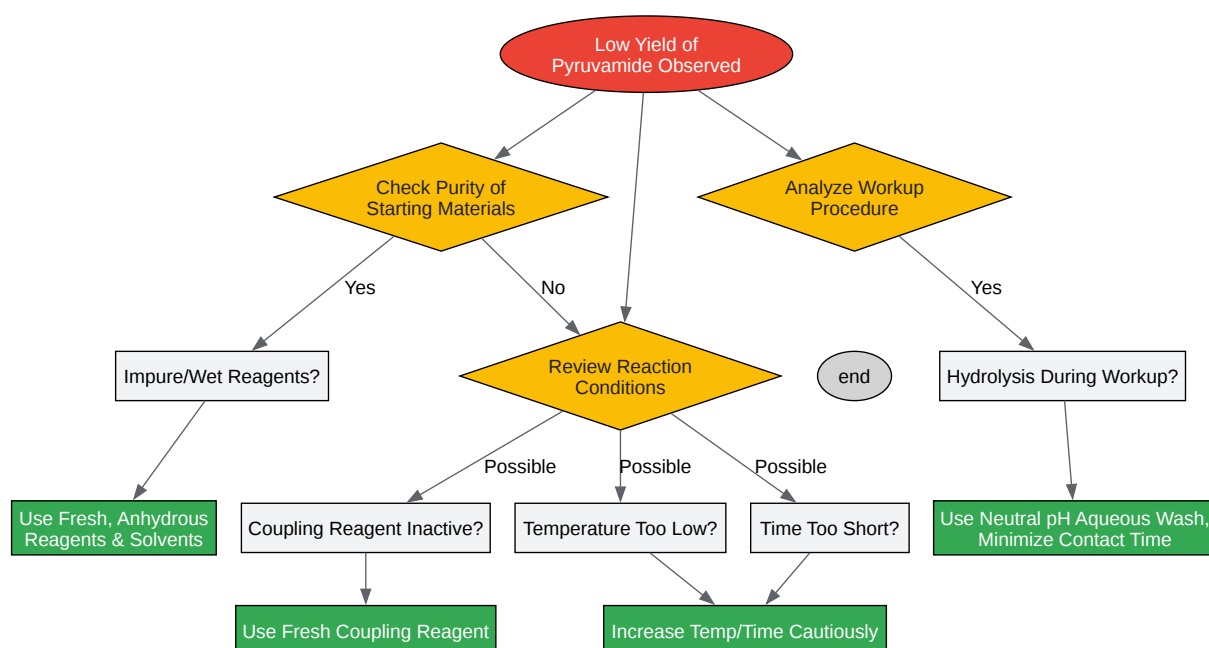 Low Yield of
Pyruvamide Observed
Check Purity of
Starting Materials
Analyze Workup
Procedure
Yes
No
Yes
Impure/Wet Reagents?
Review Reaction
Conditions
end
Hydrolysis During Workup?
Possible
Possible
Possible
Use Fresh, Anhydrous
Reagents & Solvents
Coupling Reagent Inactive?
Temperature Too Low?
Time Too Short?
Use Neutral pH Aqueous Wash,
Minimize Contact Time
Use Fresh Coupling Reagent
Increase Temp/Time Cautiously